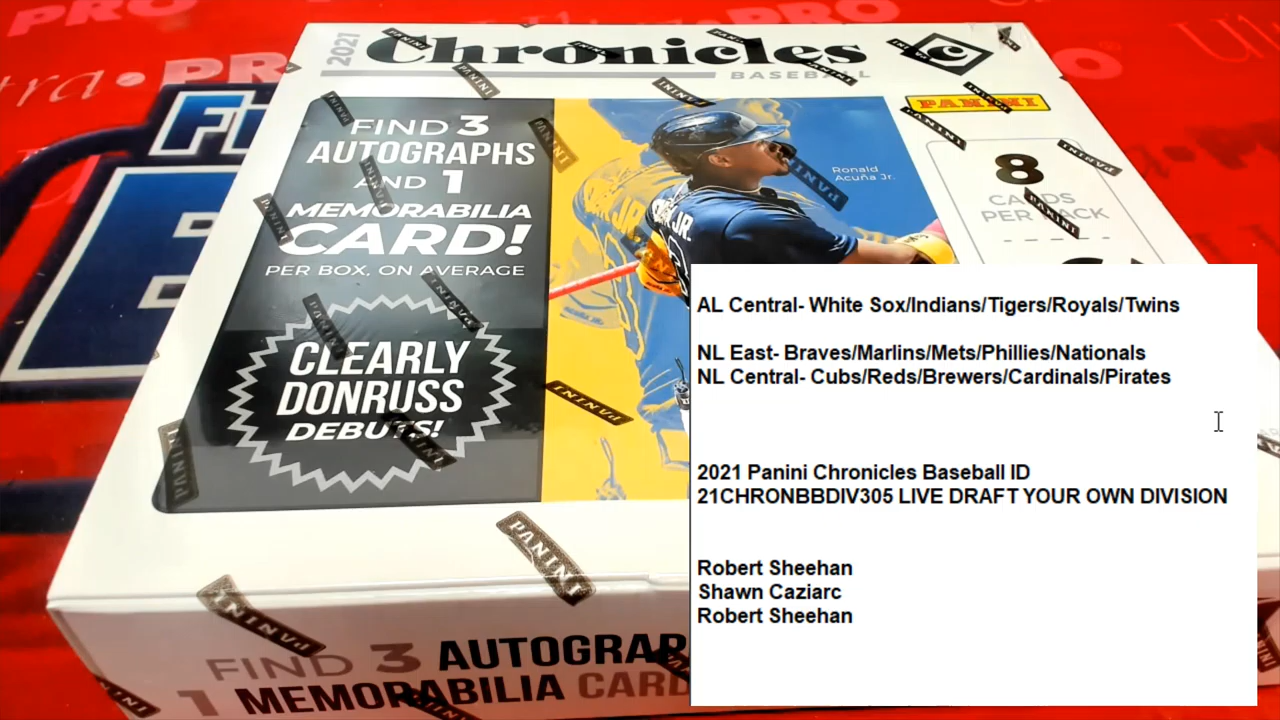 2021
Chronicles
BASEBALL
PANINI
FIND 3
AUTOGRAPHS
AND 1
MEMORABILIA
CARD!
PER BOX, ON AVERAGE
CLEARLY
DONRUSS
DEBUTS!
Ronald
Acuña Jr.
8
CARDS
PER PACK
FIND 3 AUTOGRAP
1 MEMORABILIA CARD
Ultra•PRO
AL Central- White Sox/Indians/Tigers/Royals/Twins
NL East- Braves/Marlins/Mets/Phillies/Nationals
NL Central- Cubs/Reds/Brewers/Cardinals/Pirates
2021 Panini Chronicles Baseball ID
21CHRONBBDIV305 LIVE DRAFT YOUR OWN DIVISION
Robert Sheehan
Shawn Caziarc
Robert Sheehan